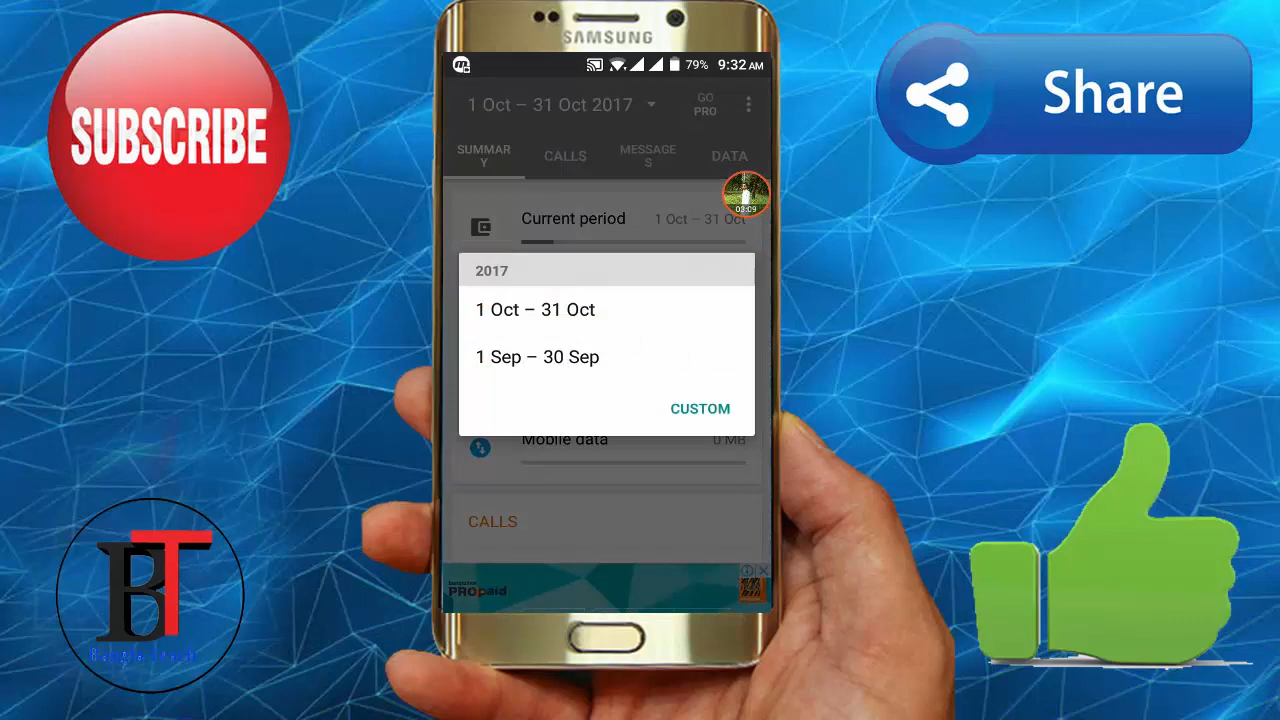 SUBSCRIBE
SAMSUNG
Share
79% 9:32 AM
1 Oct – 31 Oct 2017
GO
PRO
SUMMAR
Y
CALLS
MESSAGE
S
DATA
03:09
Current period
1 Oct – 31 Oct
2017
1 Oct – 31 Oct
1 Sep – 30 Sep
CUSTOM
Mobile data
0 MB
CALLS
PROpaid
BT